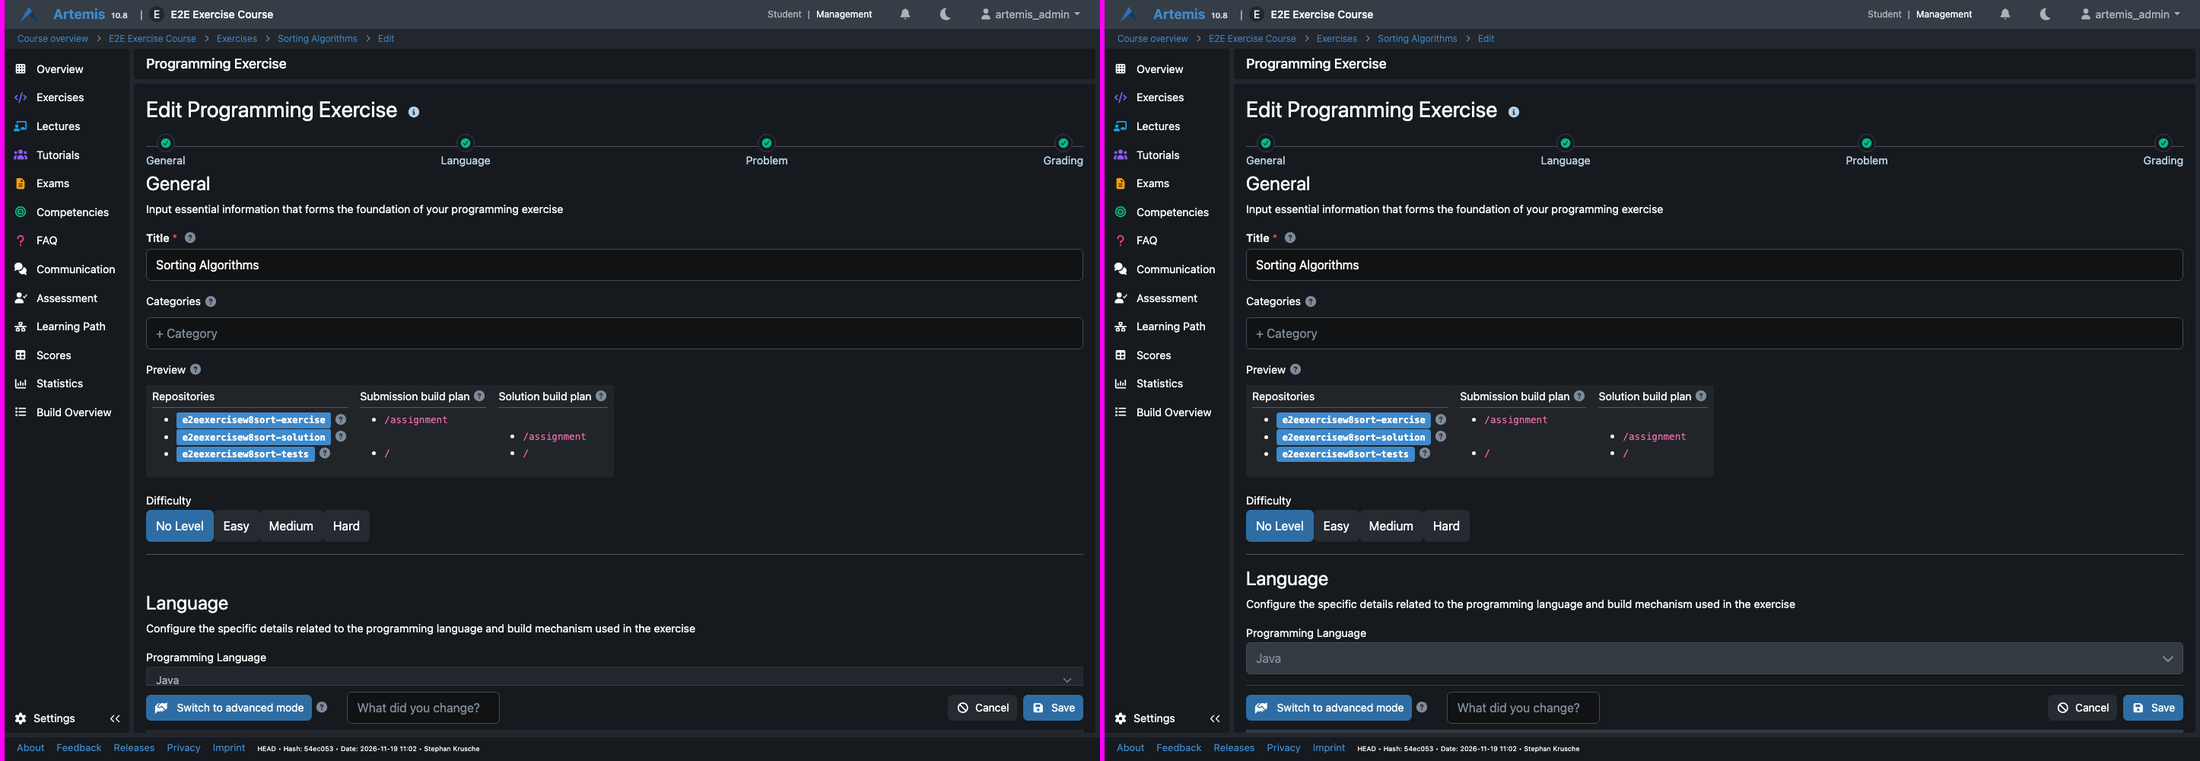 Artemis 10.8 | E E2E Exercise Course Student | Management artemis_admin
Course overview > E2E Exercise Course > Exercises > Sorting Algorithms > Edit
Overview
Exercises
Lectures
Tutorials
Exams
Competencies
FAQ
Communication
Assessment
Learning Path
Scores
Statistics
Build Overview
Settings
Programming Exercise
Edit Programming Exercise
General Language Problem Grading
General
Input essential information that forms the foundation of your programming exercise
Title *
Sorting Algorithms
Categories
+ Category
Preview
Repositories Submission build plan Solution build plan
e2eexercisew8sort-exercise /assignment
e2eexercisew8sort-solution /assignment
e2eexercisew8sort-tests / /
Difficulty
No Level Easy Medium Hard
Language
Configure the specific details related to the programming language and build mechanism used in the exercise
Programming Language
Java
Switch to advanced mode What did you change? Cancel Save
About Feedback Releases Privacy Imprint HEAD • Hash: 54ec053 • Date: 2026-11-19 11:02 • Stephan Krusche
Artemis 10.8 | E E2E Exercise Course Student | Management artemis_admin
Course overview > E2E Exercise Course > Exercises > Sorting Algorithms > Edit
Overview
Exercises
Lectures
Tutorials
Exams
Competencies
FAQ
Communication
Assessment
Learning Path
Scores
Statistics
Build Overview
Settings
Programming Exercise
Edit Programming Exercise
General Language Problem Grading
General
Input essential information that forms the foundation of your programming exercise
Title *
Sorting Algorithms
Categories
+ Category
Preview
Repositories Submission build plan Solution build plan
e2eexercisew8sort-exercise /assignment
e2eexercisew8sort-solution /assignment
e2eexercisew8sort-tests / /
Difficulty
No Level Easy Medium Hard
Language
Configure the specific details related to the programming language and build mechanism used in the exercise
Programming Language
Java
Switch to advanced mode What did you change? Cancel Save
About Feedback Releases Privacy Imprint HEAD • Hash: 54ec053 • Date: 2026-11-19 11:02 • Stephan Krusche